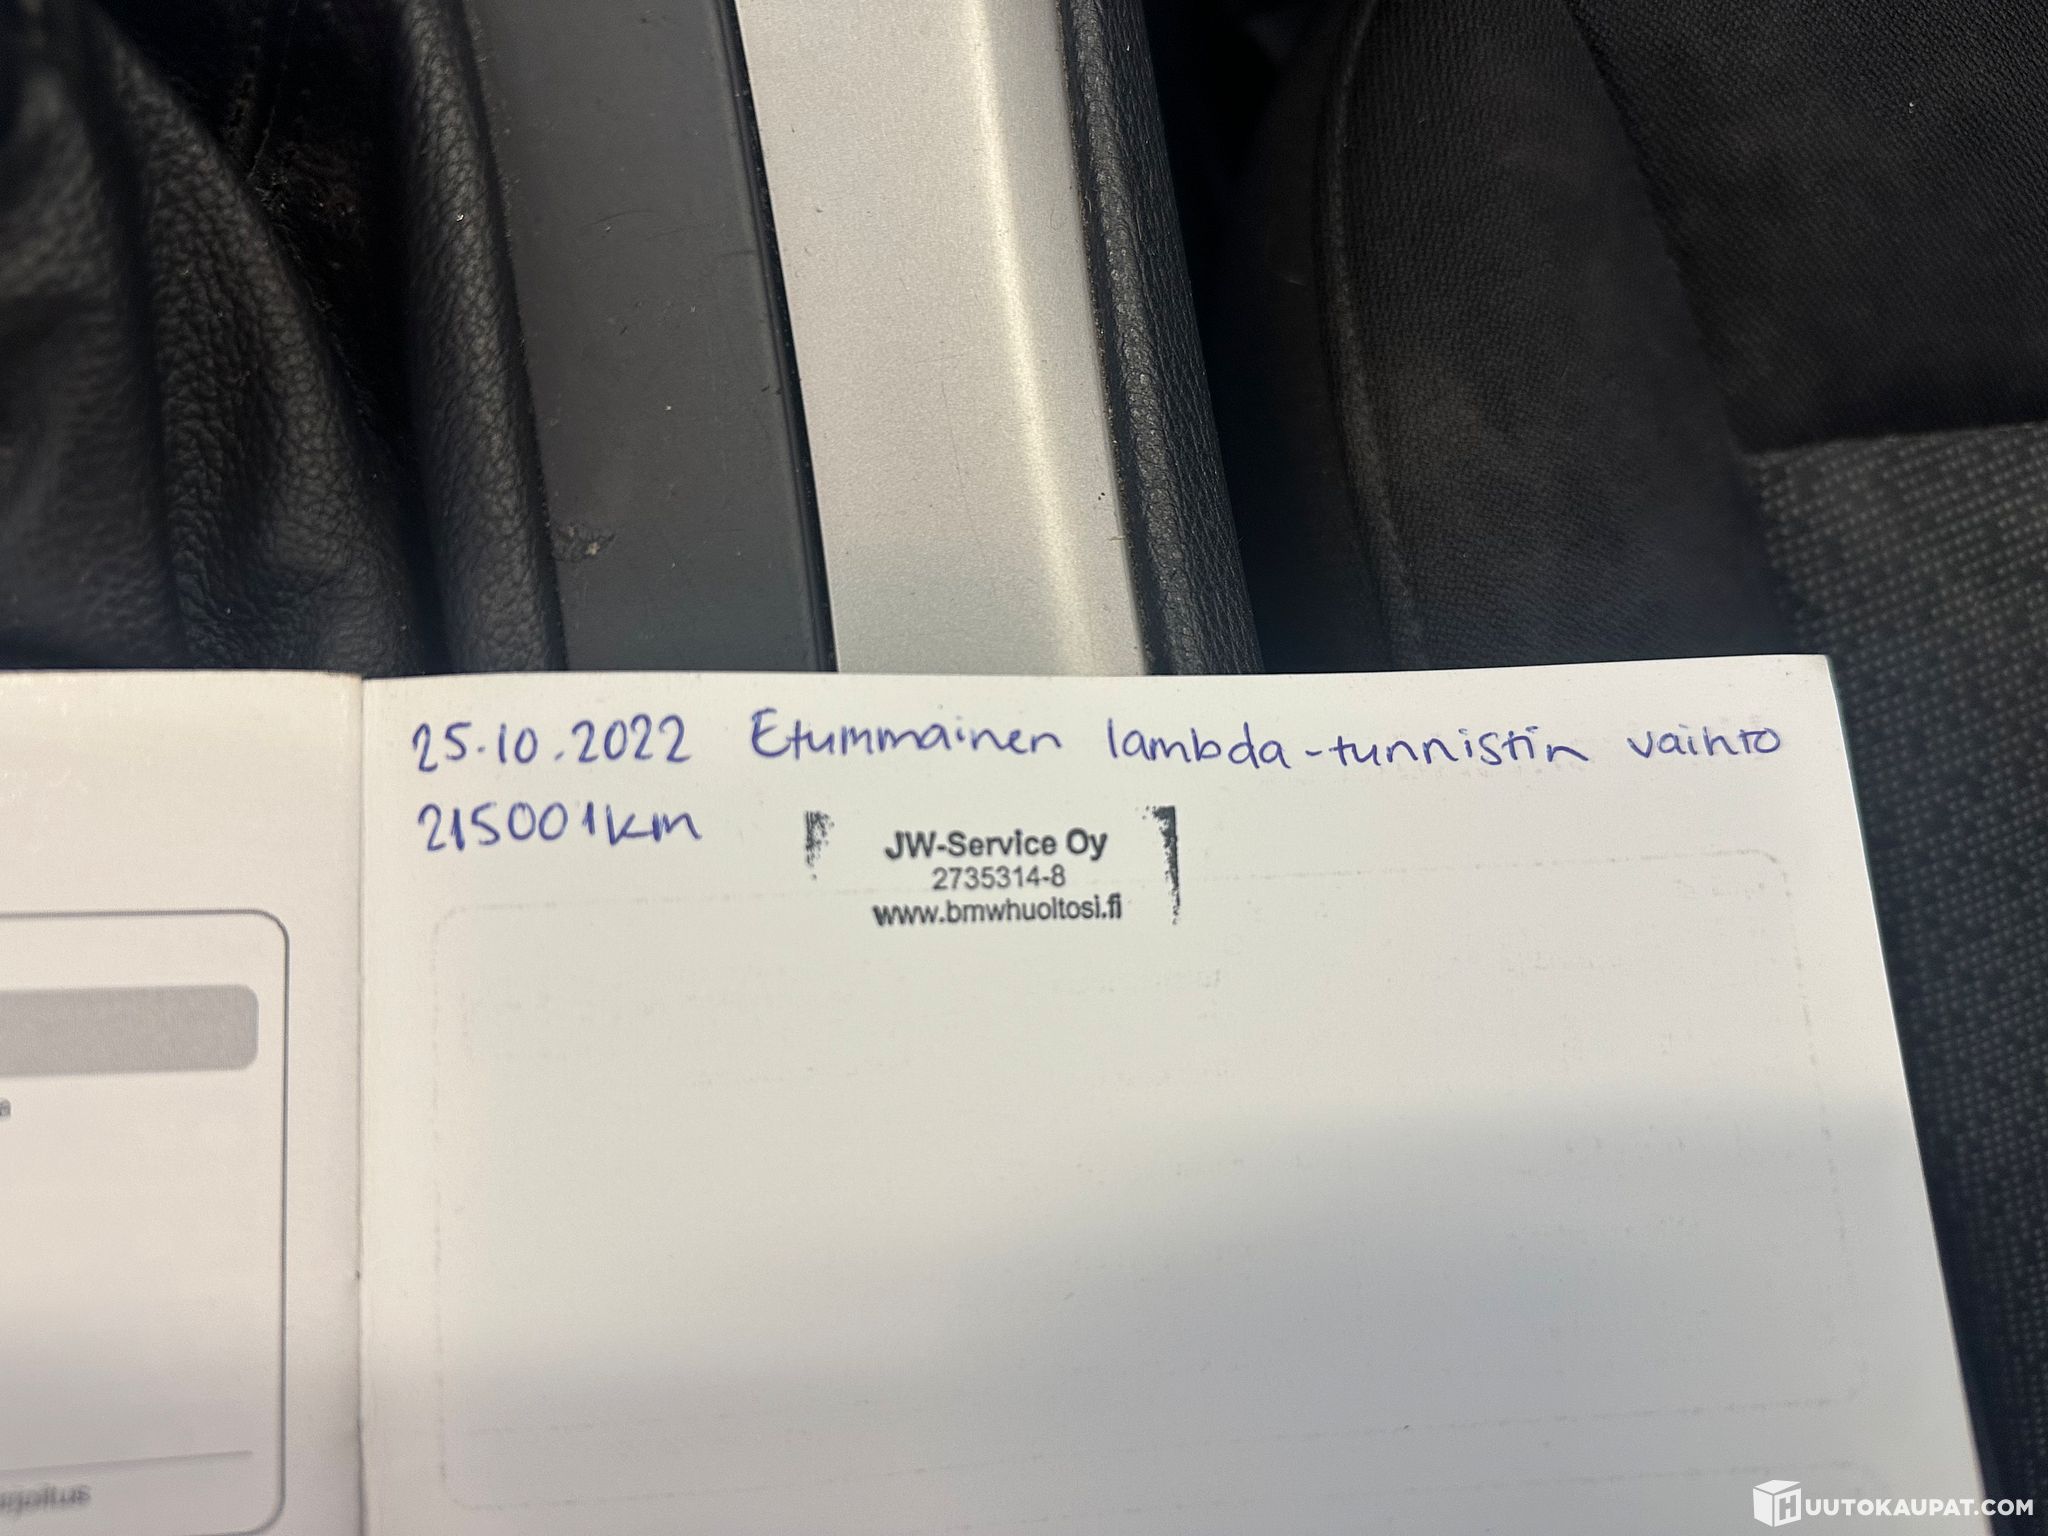 25.10.2022 Etummainen lambda-tunnistin vaihto
215001km
JW-Service Oy
2735314-8
www.bmwhuoltosi.fi
HUUTOKAUPAT.COM